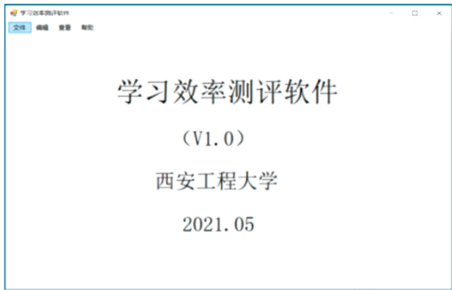 学习效率测评软件
文件 编辑 查看 帮助
学习效率测评软件
（V1.0）
西安工程大学
2021.05